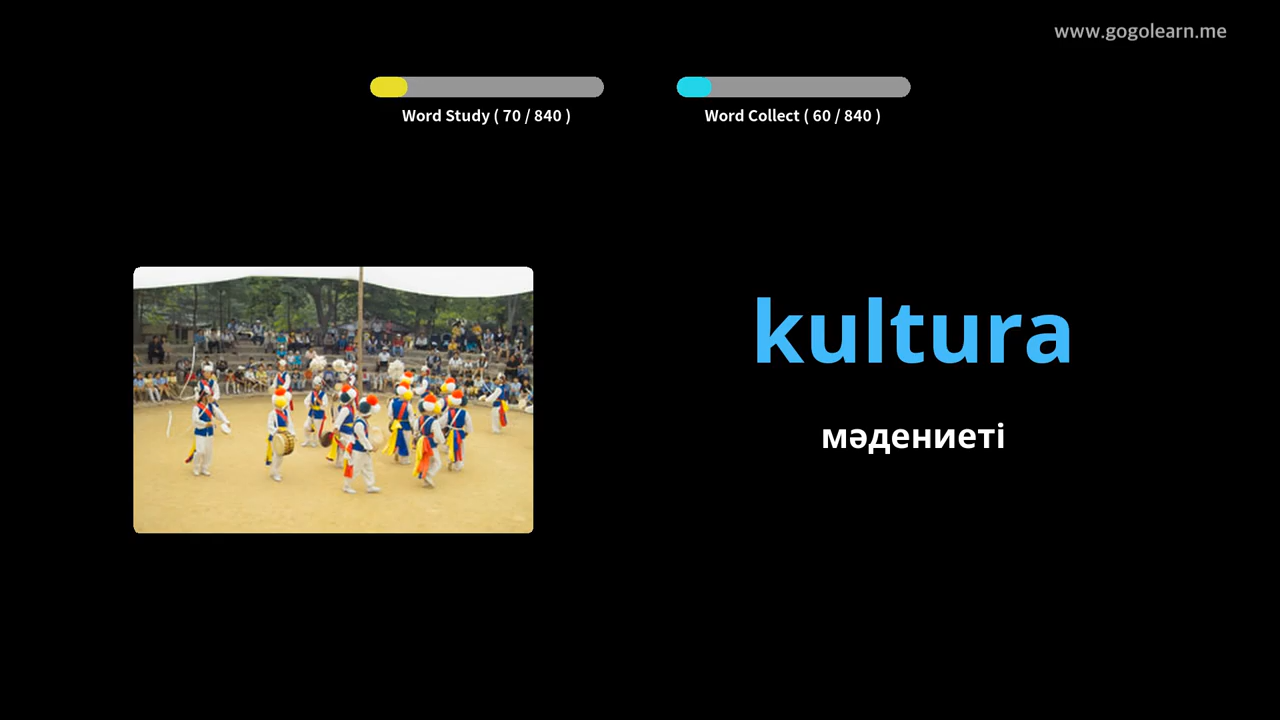 www.gogolearn.me
Word Study ( 70 / 840 )
Word Collect ( 60 / 840 )
kultura
мәдениеті